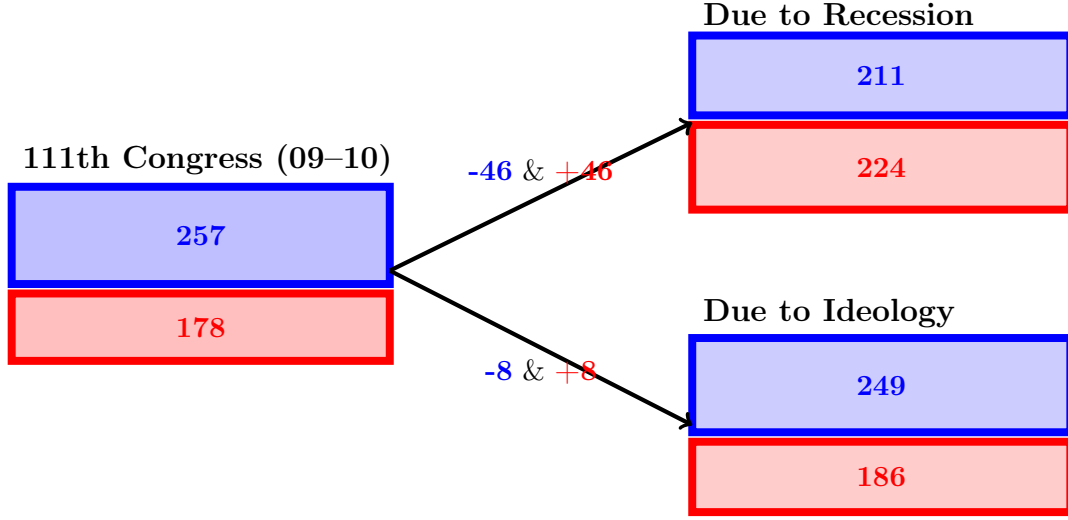 Due to Recession
211
224
111th Congress (09–10)
257
178
-46 & +46
-8 & +8
Due to Ideology
249
186